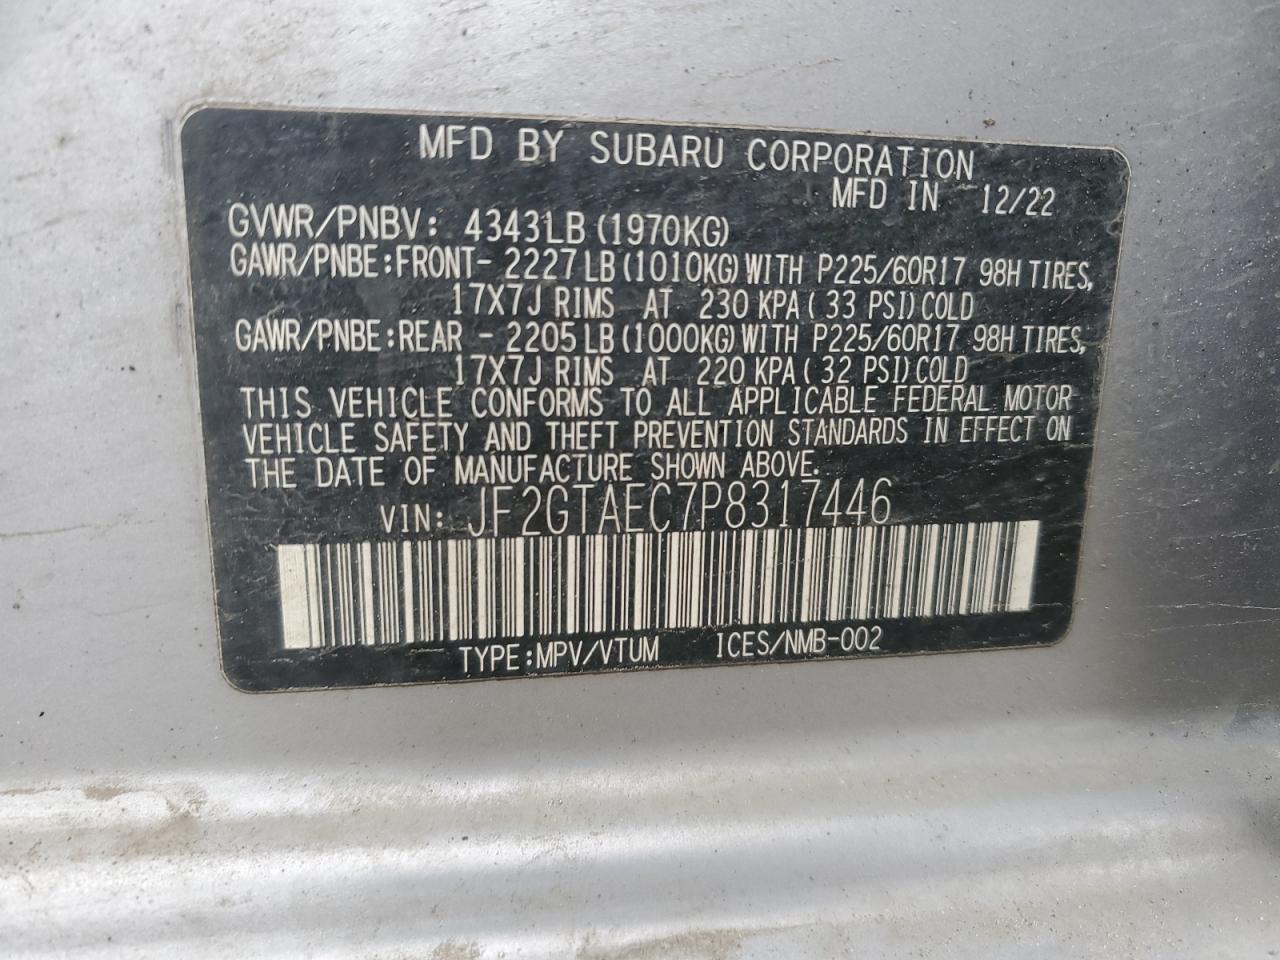 MFD BY SUBARU CORPORATION
MFD IN 12/22
GVWR/PNBV: 4343LB (1970KG)
GAWR/PNBE:FRONT- 2227LB(1010KG)WITH P225/60R17 98H TIRES,
17X7J RIMS AT 230 KPA( 33 PSI)COLD
GAWR/PNBE:REAR - 2205LB(1000KG)WITH P225/60R17 98H TIRES,
17X7J RIMS AT 220 KPA( 32 PSI)COLD
THIS VEHICLE CONFORMS TO ALL APPLICABLE FEDERAL MOTOR
VEHICLE SAFETY AND THEFT PREVENTION STANDARDS IN EFFECT ON
THE DATE OF MANUFACTURE SHOWN ABOVE.
VIN: JF2GTAEC7P8317446
TYPE:MPV/VTUM ICES/NMB-002